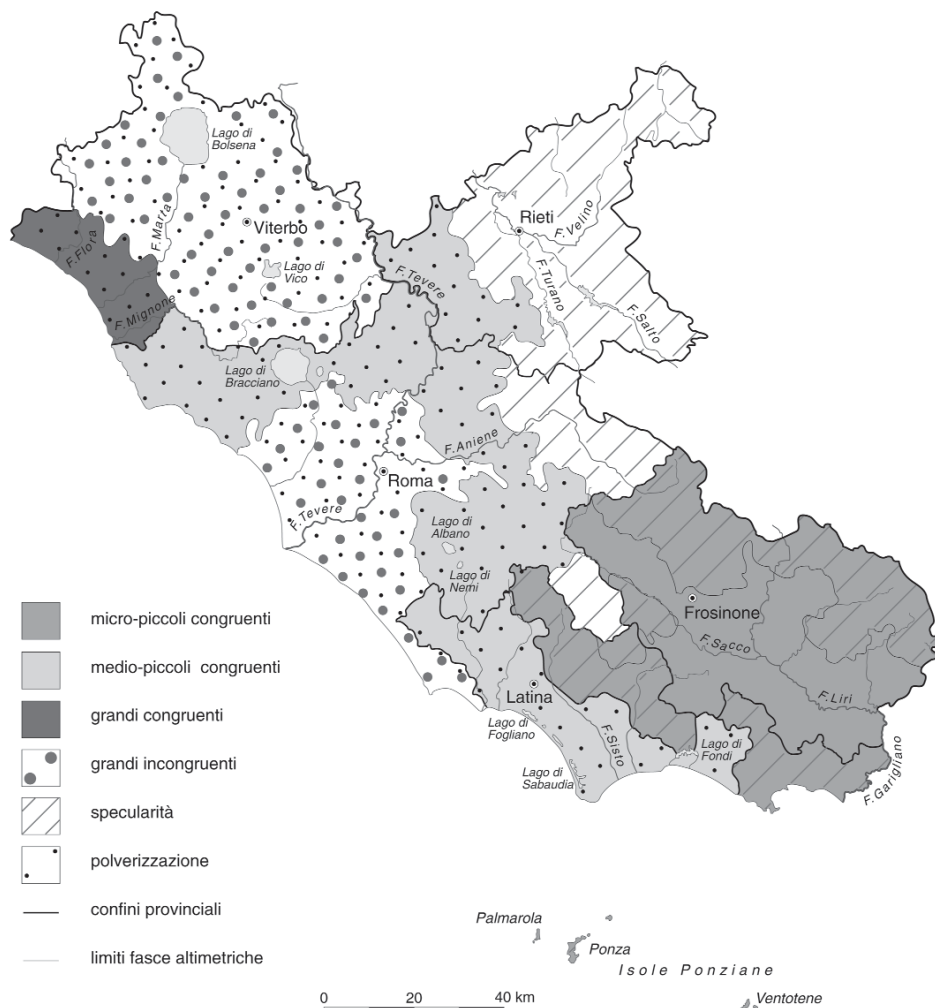 Lago di
Bolsena
F. Marta
Viterbo
Lago di
Vico
F. Flora
F. Mignone
Rieti
F. Velino
F. Turano
F. Salto
F. Tevere
Lago di
Bracciano
F. Aniene
Roma
F. Tevere
Lago di
Albano
Lago di
Nemi
Frosinone
F. Sacco
F. Liri
Latina
Lago di
Fogliano
F. Sisto
Lago di
Fondi
Lago di
Sabaudia
F. Garigliano
micro-piccoli congruenti
medio-piccoli congruenti
grandi congruenti
grandi incongruenti
specularità
polverizzazione
confini provinciali
limiti fasce altimetriche
Palmarola
Ponza
Isole Ponziane
Ventotene
0 20 40 km